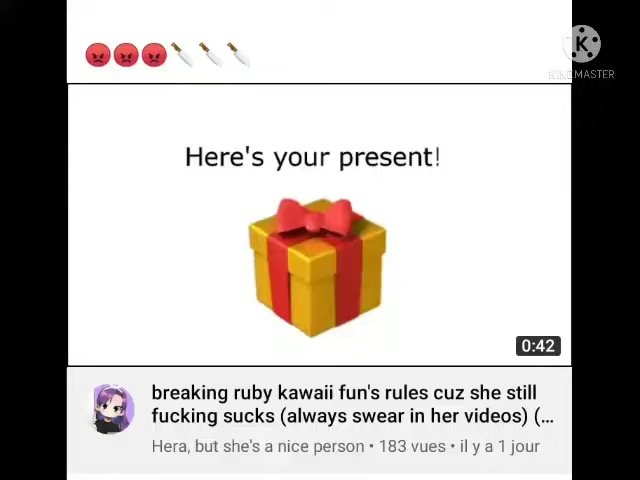 😡😡😡🔪🔪🔪
KINEMASTER
Here's your present!
0:42
breaking ruby kawaii fun's rules cuz she still
fucking sucks (always swear in her videos) (...
Hera, but she's a nice person • 183 vues • il y a 1 jour